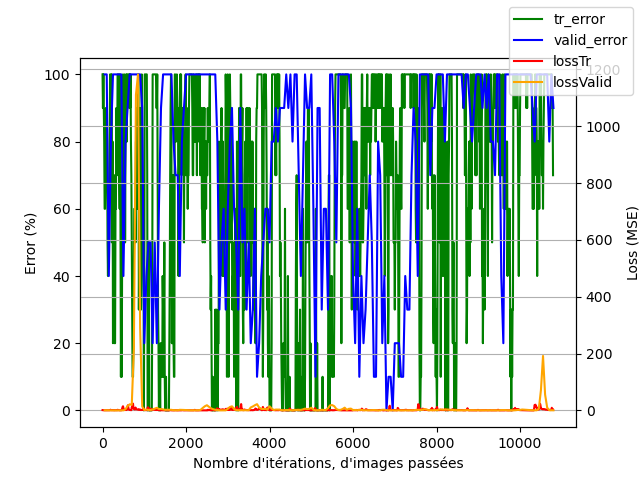 tr_error
valid_error
lossTr
lossValid
100
80
60
40
20
0
Error (%)
1200
1000
800
600
400
200
0
Loss (MSE)
0
2000
4000
6000
8000
10000
Nombre d'itérations, d'images passées